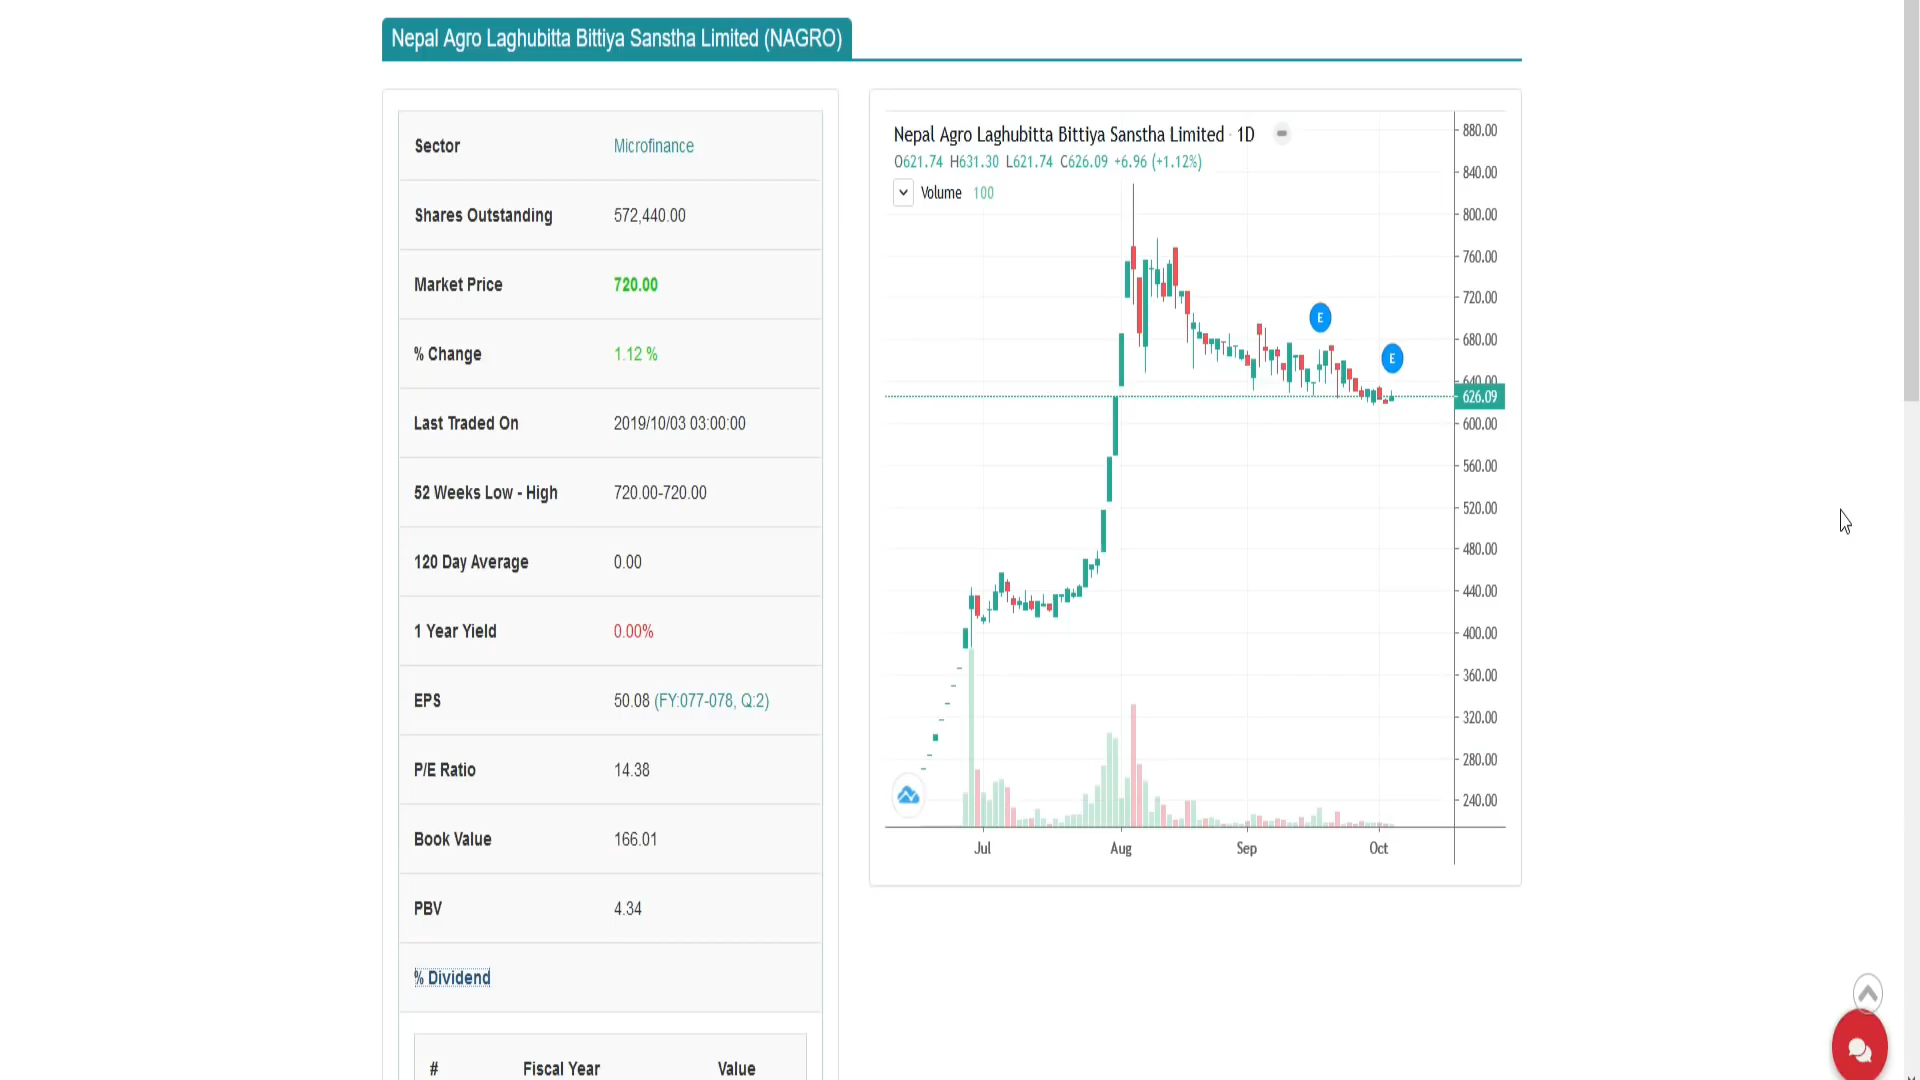 Nepal Agro Laghubitta Bittiya Sanstha Limited (NAGRO)
Sector Microfinance
Shares Outstanding 572,440.00
Market Price 720.00
% Change 1.12 %
Last Traded On 2019/10/03 03:00:00
52 Weeks Low - High 720.00-720.00
120 Day Average 0.00
1 Year Yield 0.00%
EPS 50.08 (FY:077-078, Q:2)
P/E Ratio 14.38
Book Value 166.01
PBV 4.34
% Dividend
# Fiscal Year Value
Nepal Agro Laghubitta Bittiya Sanstha Limited · 1D
O621.74 H631.30 L621.74 C626.09 +6.96 (+1.12%)
Volume 100
880.00
840.00
800.00
760.00
720.00
680.00
640.00
626.09
600.00
560.00
520.00
480.00
440.00
400.00
360.00
320.00
280.00
240.00
E
E
Jul Aug Sep Oct